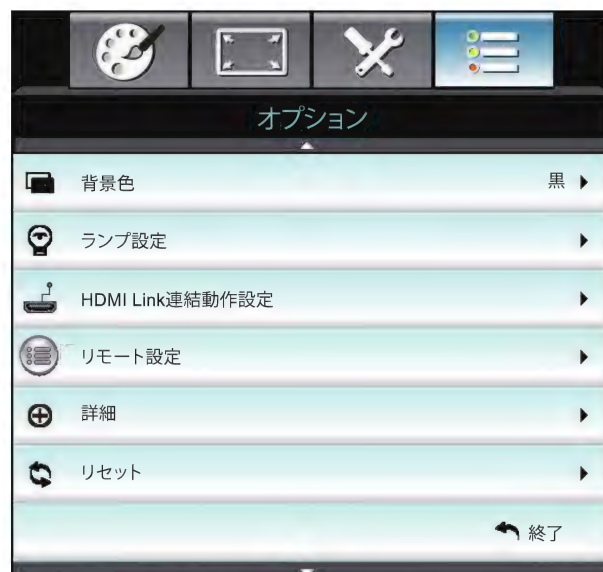 オプション
背景色 黒
ランプ設定
HDMI Link連結動作設定
リモート設定
詳細
リセット
終了